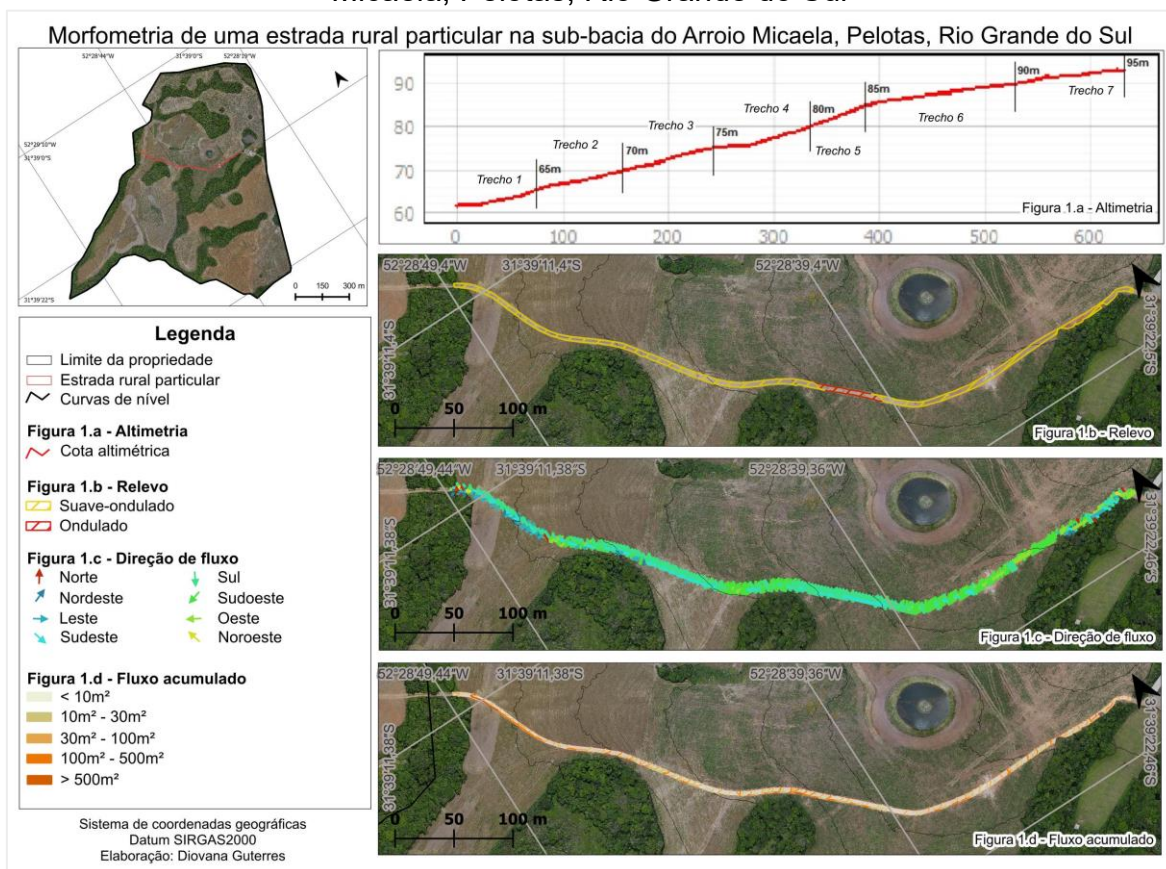 Micaela, Pelotas, Rio Grande do Sul
Morfometria de uma estrada rural particular na sub-bacia do Arroio Micaela, Pelotas, Rio Grande do Sul
52°28'44"W
31°39'0"S
52°28'39"W
52°29'10"W
31°39'0"S
31°39'22"S
0 150 300 m
90
80
70
60
0 100 200 300 400 500 600
Trecho 1
65m
Trecho 2
70m
Trecho 3
75m
Trecho 4
80m
Trecho 5
85m
Trecho 6
90m
Trecho 7
95m
Figura 1.a - Altimetria
Legenda
Limite da propriedade
Estrada rural particular
Curvas de nível
Figura 1.a - Altimetria
Cota altimétrica
Figura 1.b - Relevo
Suave-ondulado
Ondulado
Figura 1.c - Direção de fluxo
Norte
Nordeste
Leste
Sudeste
Sul
Sudoeste
Oeste
Noroeste
Figura 1.d - Fluxo acumulado
< 10m²
10m² - 30m²
30m² - 100m²
100m² - 500m²
> 500m²
Sistema de coordenadas geográficas
Datum SIRGAS2000
Elaboração: Diovana Guterres
52°28'49,4"W
31°39'11,4"S
52°28'39,4"W
31°39'11,4"S
31°39'22,5"S
0 50 100 m
Figura 1.b - Relevo
52°28'49,44"W
31°39'11,38"S
52°28'39,36"W
31°39'11,38"S
31°39'22,46"S
0 50 100 m
Figura 1.c - Direção de fluxo
52°28'49,44"W
31°39'11,38"S
52°28'39,36"W
31°39'11,38"S
31°39'22,46"S
0 50 100 m
Figura 1.d - Fluxo acumulado